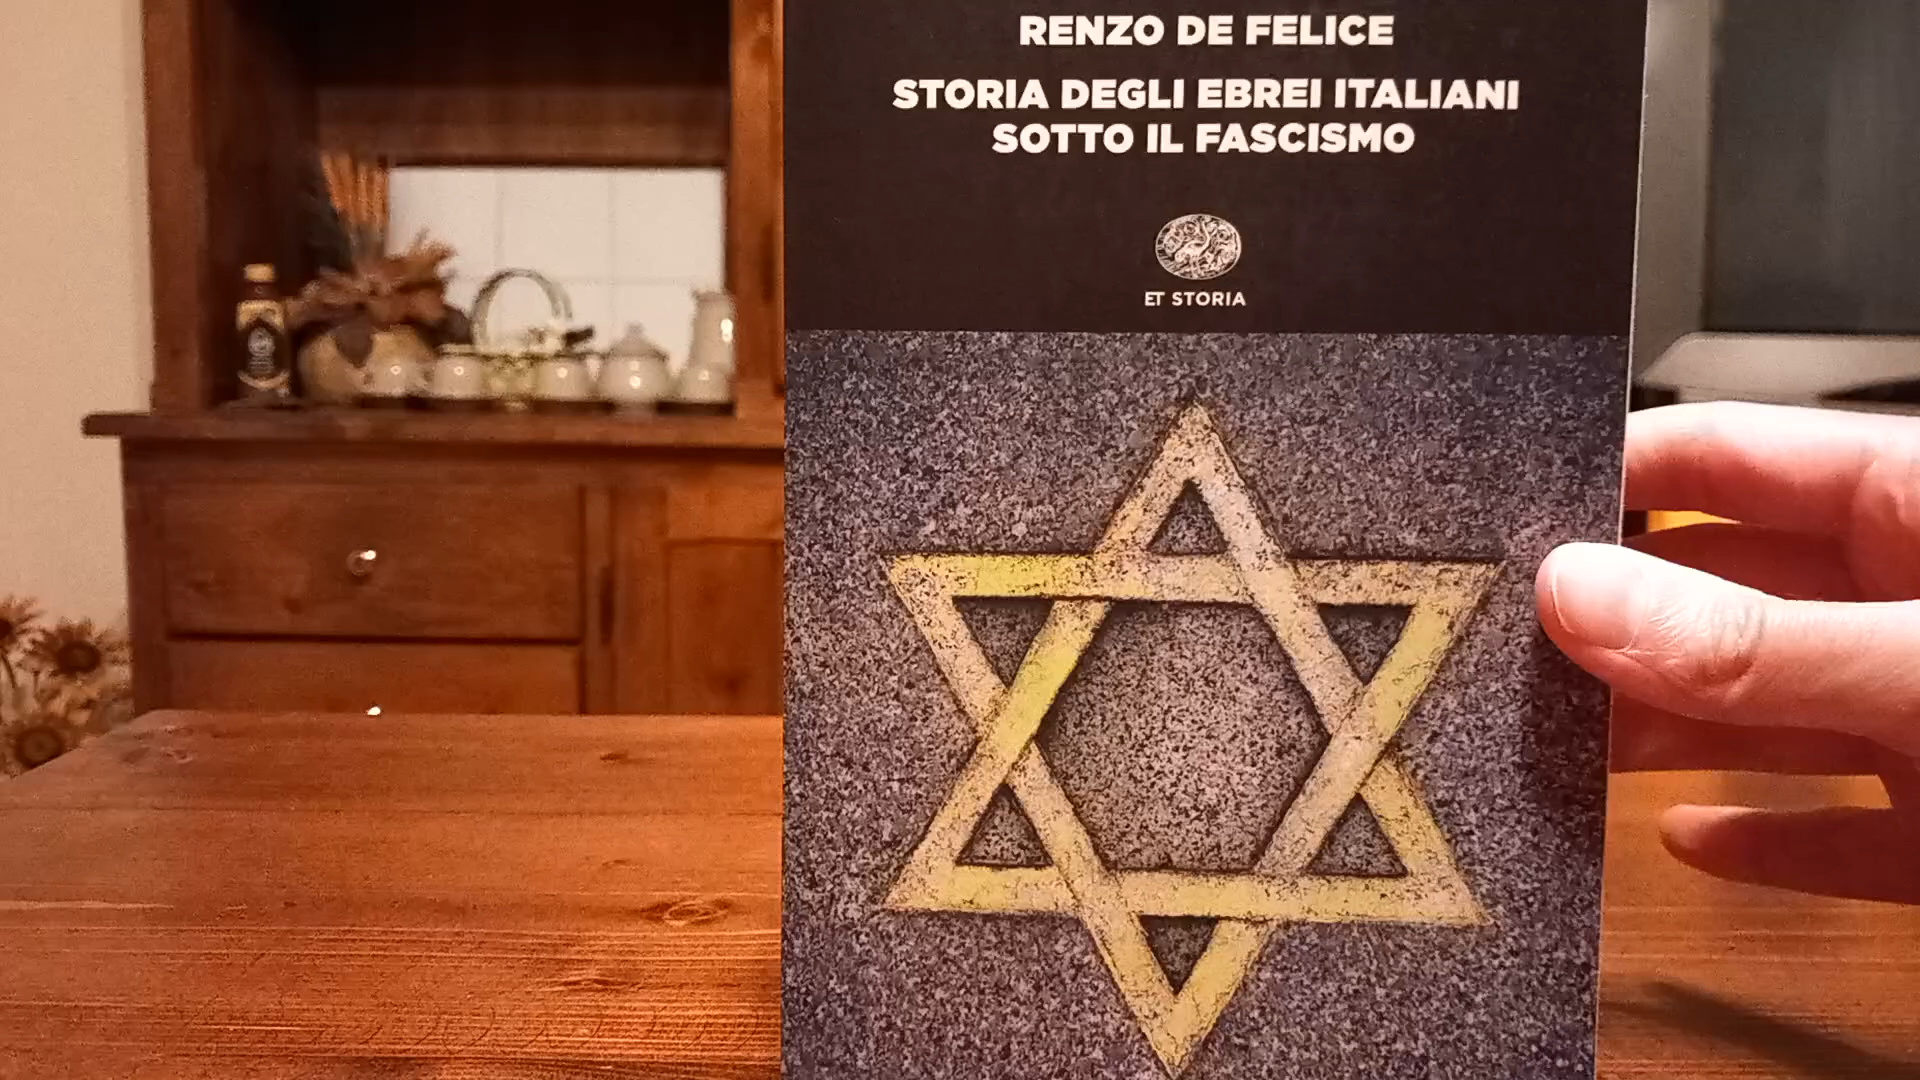 RENZO DE FELICE
STORIA DEGLI EBREI ITALIANI
SOTTO IL FASCISMO
ET STORIA